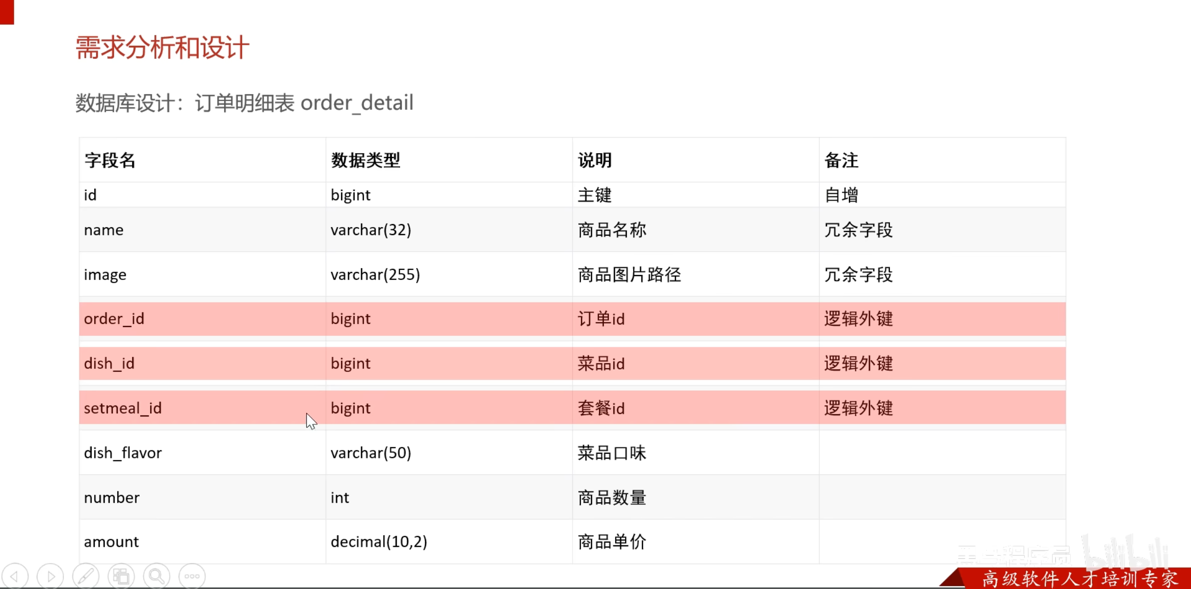 需求分析和设计
数据库设计：订单明细表 order_detail
字段名 数据类型 说明 备注
id bigint 主键 自增
name varchar(32) 商品名称 冗余字段
image varchar(255) 商品图片路径 冗余字段
order_id bigint 订单id 逻辑外键
dish_id bigint 菜品id 逻辑外键
setmeal_id bigint 套餐id 逻辑外键
dish_flavor varchar(50) 菜品口味
number int 商品数量
amount decimal(10,2) 商品单价
bilibili
高级软件人才培训专家